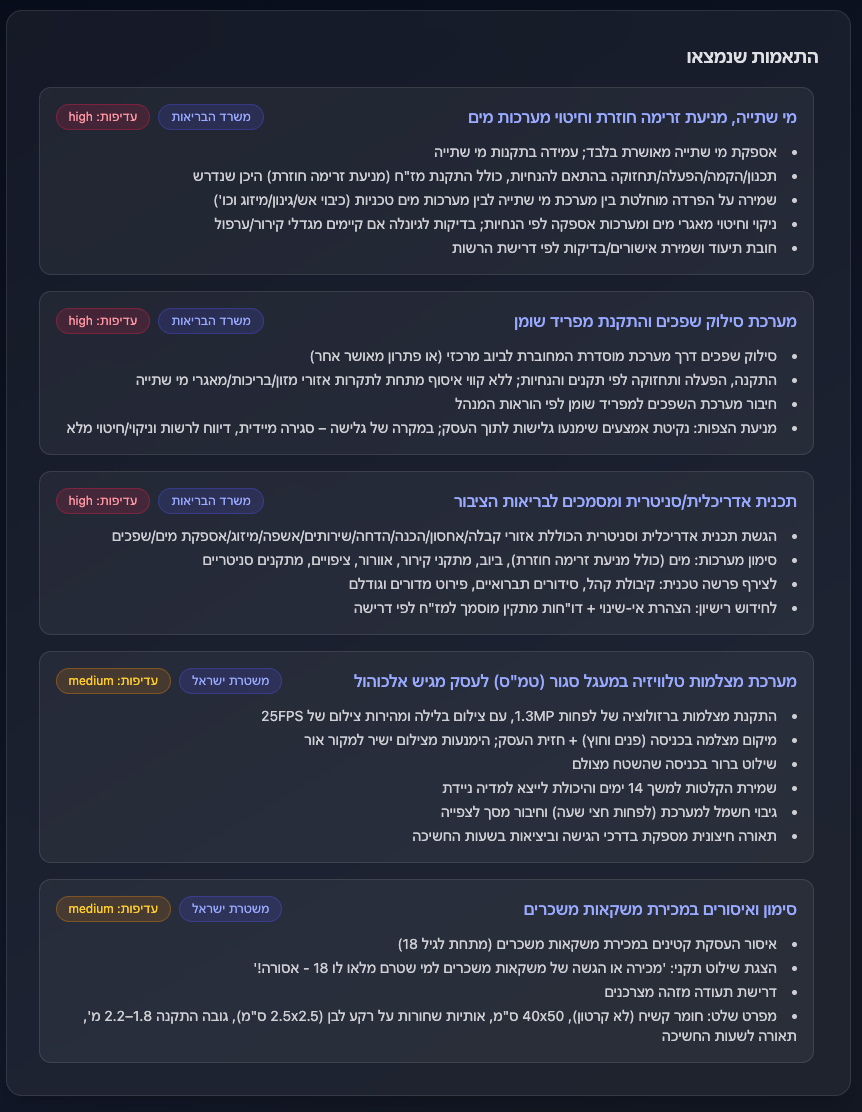 התאמות שנמצאו
מי שתייה, מניעת זרימה חוזרת וחיטוי מערכות מים
משרד הבריאות
עדיפות: high
• אספקת מי שתייה מאושרת בלבד; עמידה בתקנות מי שתייה
• תכנון/הקמה/הפעלה/תחזוקה בהתאם להנחיות, כולל התקנת מז"ח (מניעת זרימה חוזרת) היכן שנדרש
• שמירה על הפרדה מוחלטת בין מערכת מי שתייה לבין מערכות מים טכניות (כיבוי אש/גינון/מיזוג וכו')
• ניקוי וחיטוי מאגרי מים ומערכות אספקה לפי הנחיות; בדיקות לגיונלה אם קיימים מגדלי קירור/ערפול
• חובת תיעוד ושמירת אישורים/בדיקות לפי דרישת הרשות
מערכת סילוק שפכים והתקנת מפריד שומן
משרד הבריאות
עדיפות: high
• סילוק שפכים דרך מערכת מוסדרת המחוברת לביוב מרכזי (או פתרון מאושר אחר)
• התקנה, הפעלה ותחזוקה לפי תקנים והנחיות; ללא קווי איסוף מתחת לתקרות אזורי מזון/בריכות/מאגרי מי שתייה
• חיבור מערכת השפכים למפריד שומן לפי הוראות המנהל
• מניעת הצפות: נקיטת אמצעים שימנעו גלישות לתוך העסק; במקרה של גלישה – סגירה מיידית, דיווח לרשות וניקוי/חיטוי מלא
תכנית אדריכלית/סניטרית ומסמכים לבריאות הציבור
משרד הבריאות
עדיפות: high
• הגשת תכנית אדריכלית וסניטרית הכוללת אזורי קבלה/אחסון/הכנה/הדחה/שירותים/אשפה/מיזוג/אספקת מים/שפכים
• סימון מערכות: מים (כולל מניעת זרימה חוזרת), ביוב, מתקני קירור, אוורור, ציפויים, מתקנים סניטריים
• לצירף פרשה טכנית: קיבולת קהל, סידורים תברואיים, פירוט מדורים וגודלם
• לחידוש רישיון: הצהרת אי-שינוי + דו"חות מתקין מוסמך למז"ח לפי דרישה
מערכת מצלמות טלוויזיה במעגל סגור (טמ"ס) לעסק מגיש אלכוהול
משטרת ישראל
עדיפות: medium
• התקנת מצלמות ברזולוציה של לפחות 1.3MP, עם צילום בלילה ומהירות צילום של 25FPS
• מיקום מצלמה בכניסה (פנים וחוץ) + חזית העסק; הימנעות מצילום ישיר למקור אור
• שילוט ברור בכניסה שהשטח מצולם
• שמירת הקלטות למשך 14 ימים והיכולת לייצא למדיה ניידת
• גיבוי חשמל למערכת (לפחות חצי שעה) וחיבור מסך לצפייה
• תאורה חיצונית מספקת בדרכי הגישה וביציאות בשעות החשיכה
סימון ואיסורים במכירת משקאות משכרים
משטרת ישראל
עדיפות: medium
• איסור העסקת קטינים במכירת משקאות משכרים (מתחת לגיל 18)
• הצגת שילוט תקני: 'מכירה או הגשה של משקאות משכרים למי שטרם מלאו לו 18 - אסורה!'
• דרישת תעודה מזהה מצרכנים
• מפרט שלט: חומר קשיח (לא קרטון), 40x50 ס"מ, אותיות שחורות על רקע לבן (2.5x2.5 ס"מ), גובה התקנה 1.8–2.2 מ',
תאורה לשעות החשיכה